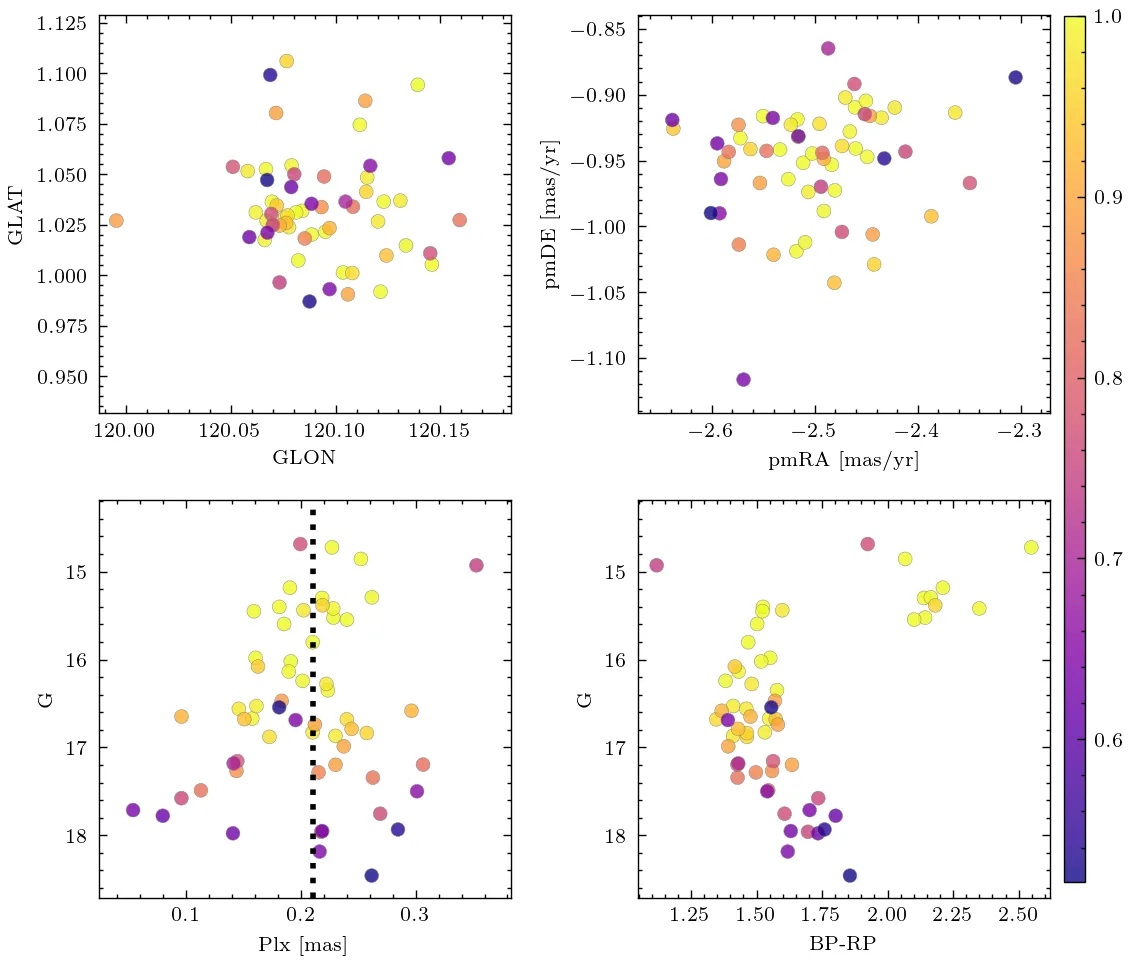 1.125
1.100
1.075
1.050
1.025
1.000
0.975
0.950
GLAT
120.00 120.05 120.10 120.15
GLON
−0.85
−0.90
−0.95
−1.00
−1.05
−1.10
pmDE [mas/yr]
−2.6 −2.5 −2.4 −2.3
pmRA [mas/yr]
1.0
0.9
0.8
0.7
0.6
15
16
17
18
G
0.1 0.2 0.3
Plx [mas]
15
16
17
18
G
1.25 1.50 1.75 2.00 2.25 2.50
BP-RP